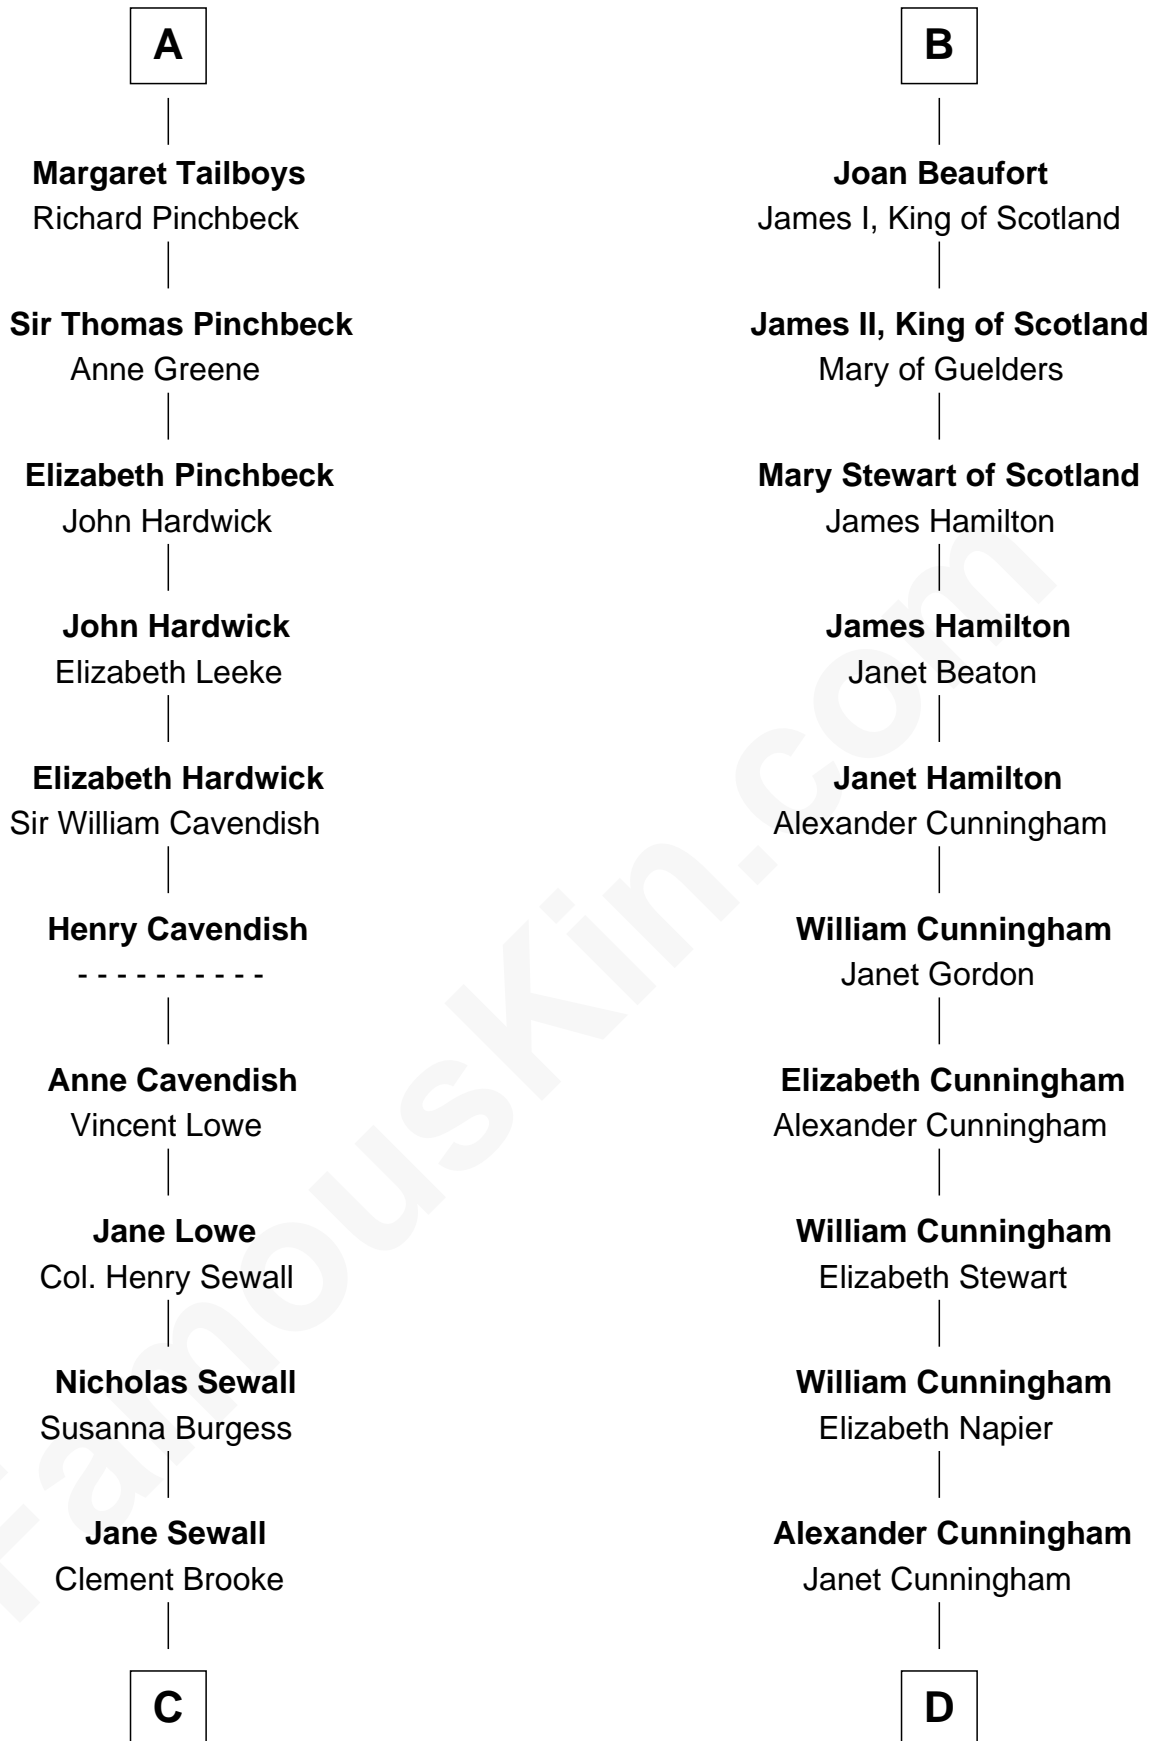 A
Margaret Tailboys
Richard Pinchbeck
Sir Thomas Pinchbeck
Anne Greene
Elizabeth Pinchbeck
John Hardwick
John Hardwick
Elizabeth Leeke
Elizabeth Hardwick
Sir William Cavendish
Henry Cavendish
- - - - - - - - - -
Anne Cavendish
Vincent Lowe
Jane Lowe
Col. Henry Sewall
Nicholas Sewall
Susanna Burgess
Jane Sewall
Clement Brooke
C
B
Joan Beaufort
James I, King of Scotland
James II, King of Scotland
Mary of Guelders
Mary Stewart of Scotland
James Hamilton
James Hamilton
Janet Beaton
Janet Hamilton
Alexander Cunningham
William Cunningham
Janet Gordon
Elizabeth Cunningham
Alexander Cunningham
William Cunningham
Elizabeth Stewart
William Cunningham
Elizabeth Napier
Alexander Cunningham
Janet Cunningham
D
FamousKin.com